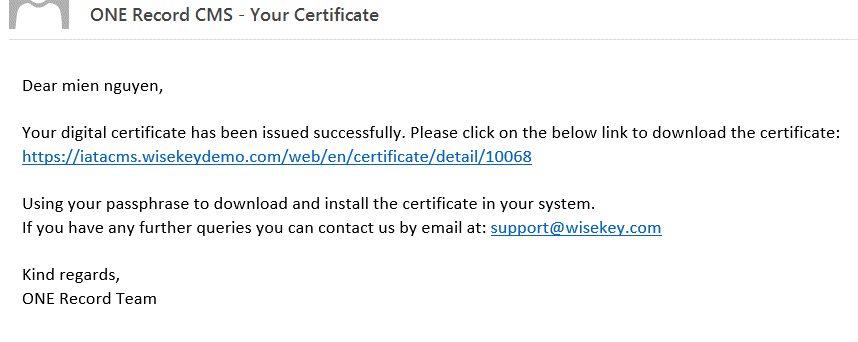 ONE Record CMS - Your Certificate
Dear mien nguyen,
Your digital certificate has been issued successfully. Please click on the below link to download the certificate:
https://iatacms.wisekeydemo.com/web/en/certificate/detail/10068
Using your passphrase to download and install the certificate in your system.
If you have any further queries you can contact us by email at: support@wisekey.com
Kind regards,
ONE Record Team